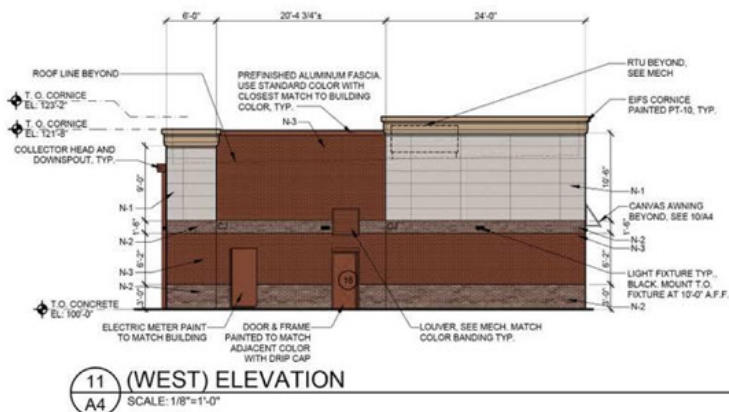 6'-0"
20'-4 3/4"±
24'-0"
ROOF LINE BEYOND
PREFINISHED ALUMINUM FASCIA.
USE STANDARD COLOR WITH
CLOSEST MATCH TO BUILDING
COLOR, TYP.
N-3
RTU BEYOND,
SEE MECH
T. O. CORNICE
EL: 123'-2"
T. O. CORNICE
EL: 121'-8"
EIFS CORNICE
PAINTED PT-10, TYP.
COLLECTOR HEAD AND
DOWNSPOUT, TYP.
9'-0"
10'-6"
N-1
N-1
CANVAS AWNING
BEYOND, SEE 10/A4
1'-6"
1'-6"
N-2
CJ
CJ
N-2
N-3
6'-2"
6'-2"
N-3
N-2
16
LIGHT FIXTURE TYP.,
BLACK. MOUNT T.O.
FIXTURE AT 10'-0" A.F.F.
3'-0"
3'-0"
N-2
T.O. CONCRETE
EL: 100'-0"
ELECTRIC METER PAINT
TO MATCH BUILDING
DOOR & FRAME
PAINTED TO MATCH
ADJACENT COLOR
WITH DRIP CAP
LOUVER, SEE MECH. MATCH
COLOR BANDING TYP.
11
A4
(WEST) ELEVATION
SCALE: 1/8"=1'-0"